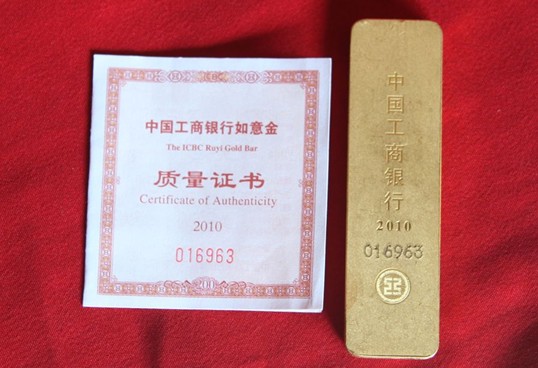 中国工商银行如意金
The ICBC Ruyi Gold Bar
质量证书
Certificate of Authenticity
2010
016963
200
中国工商银行
2010
016963